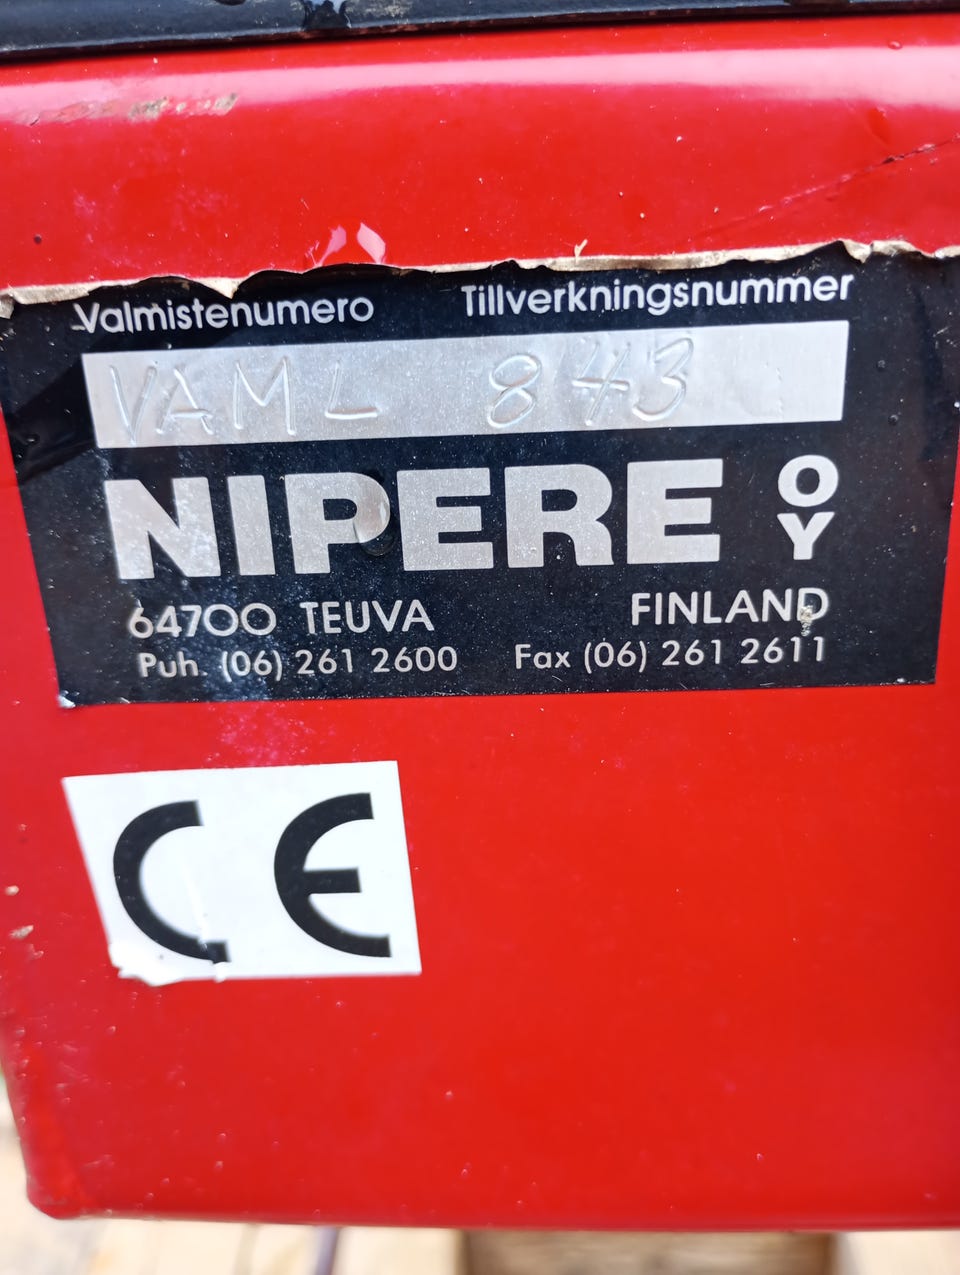 Valmistenumero Tillverkningsnummer
VAML 843
NIPERE OY
64700 TEUVA FINLAND
Puh. (06) 261 2600 Fax (06) 261 2611
CE